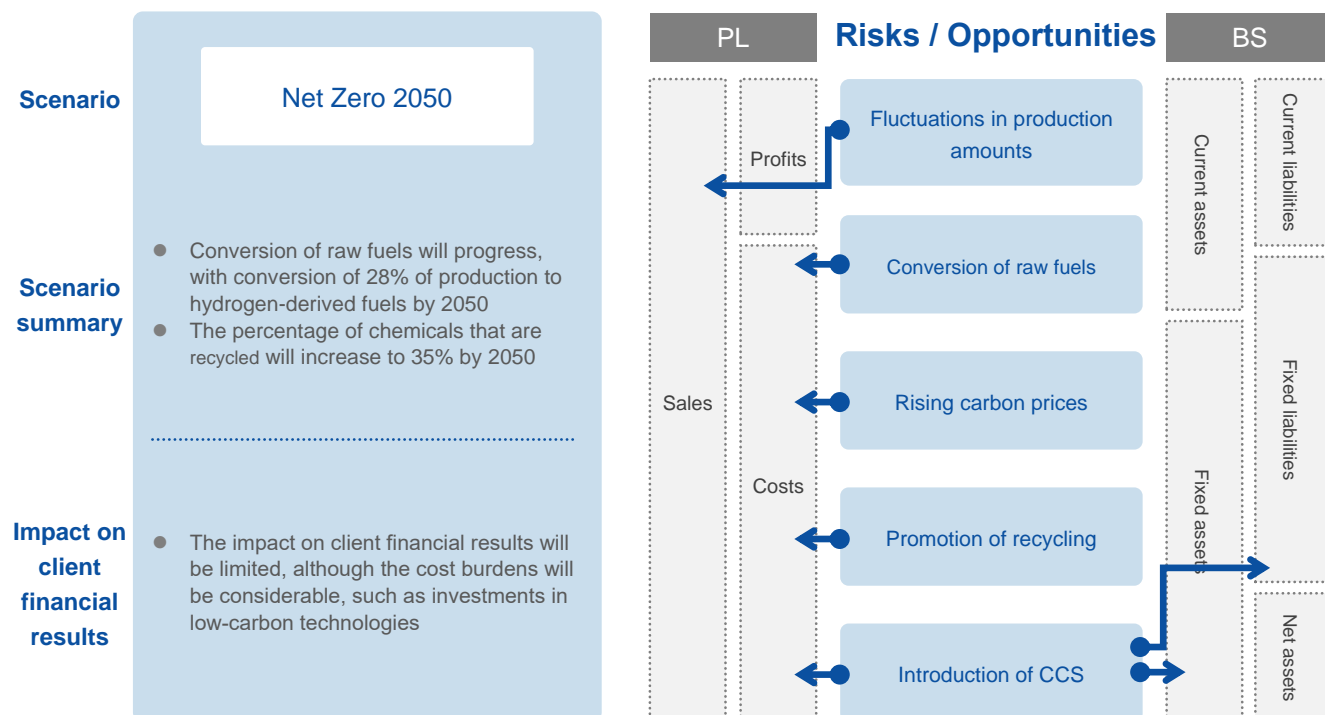 Scenario
Net Zero 2050
Scenario
summary
● Conversion of raw fuels will progress,
with conversion of 28% of production to
hydrogen-derived fuels by 2050
● The percentage of chemicals that are
recycled will increase to 35% by 2050
Impact on
client
financial
results
● The impact on client financial results will
be limited, although the cost burdens will
be considerable, such as investments in
low-carbon technologies
PL
Risks / Opportunities
BS
Sales
Profits
Costs
Fluctuations in production
amounts
Conversion of raw fuels
Rising carbon prices
Promotion of recycling
Introduction of CCS
Current assets
Fixed assets
Current liabilities
Fixed liabilities
Net assets